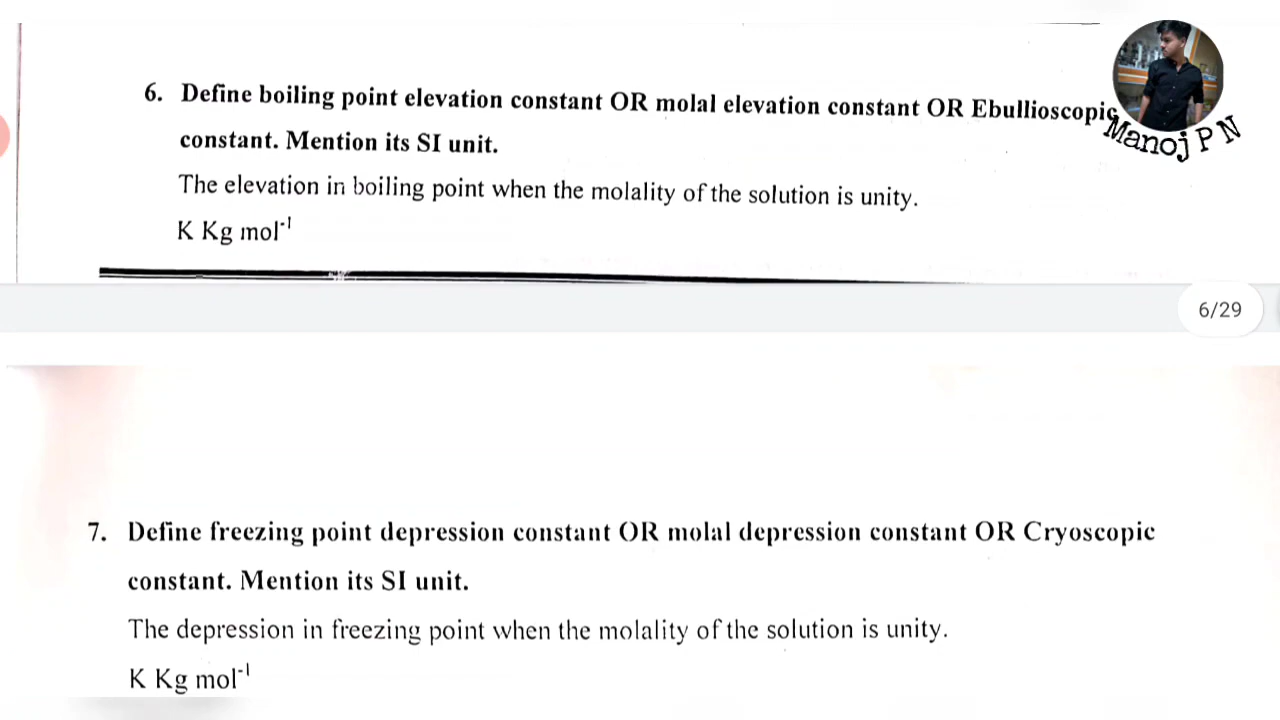 6. Define boiling point elevation constant OR molal elevation constant OR Ebullioscopic
constant. Mention its SI unit.
The elevation in boiling point when the molality of the solution is unity.
K Kg mol⁻¹
Manoj P N
6/29
7. Define freezing point depression constant OR molal depression constant OR Cryoscopic
constant. Mention its SI unit.
The depression in freezing point when the molality of the solution is unity.
K Kg mol⁻¹